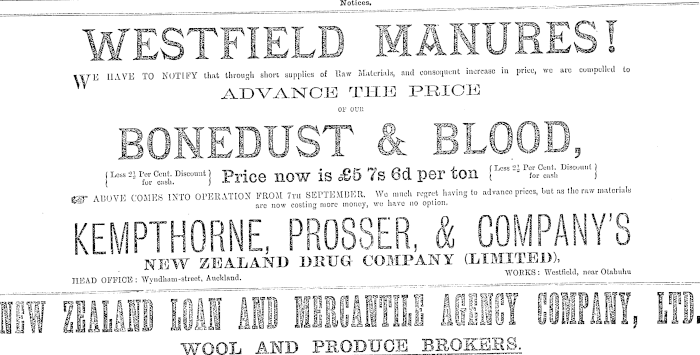 Notices.
WESTFIELD MANURES!
WE HAVE TO NOTIFY that through short supplies of Raw Materials, and consequent increase in price, we are compelled to
ADVANCE THE PRICE
OF OUR
BONEDUST & BLOOD,
{Less 2½ Per Cent. Discount for cash.} Price now is £5 7s 6d per ton {Less 2½ Per Cent. Discount for cash}
☞ ABOVE COMES INTO OPERATION FROM 7TH SEPTEMBER. We much regret having to advance prices, but as the raw materials
are now costing more money, we have no option.
KEMPTHORNE, PROSSER, & COMPANY'S
NEW ZEALAND DRUG COMPANY (LIMITED),
HEAD OFFICE: Wyndham-street, Auckland. WORKS: Westfield, near Otahuhu
NEW ZEALAND LOAN AND MERCANTILE AGENCY COMPANY, LTD.
WOOL AND PRODUCE BROKERS.